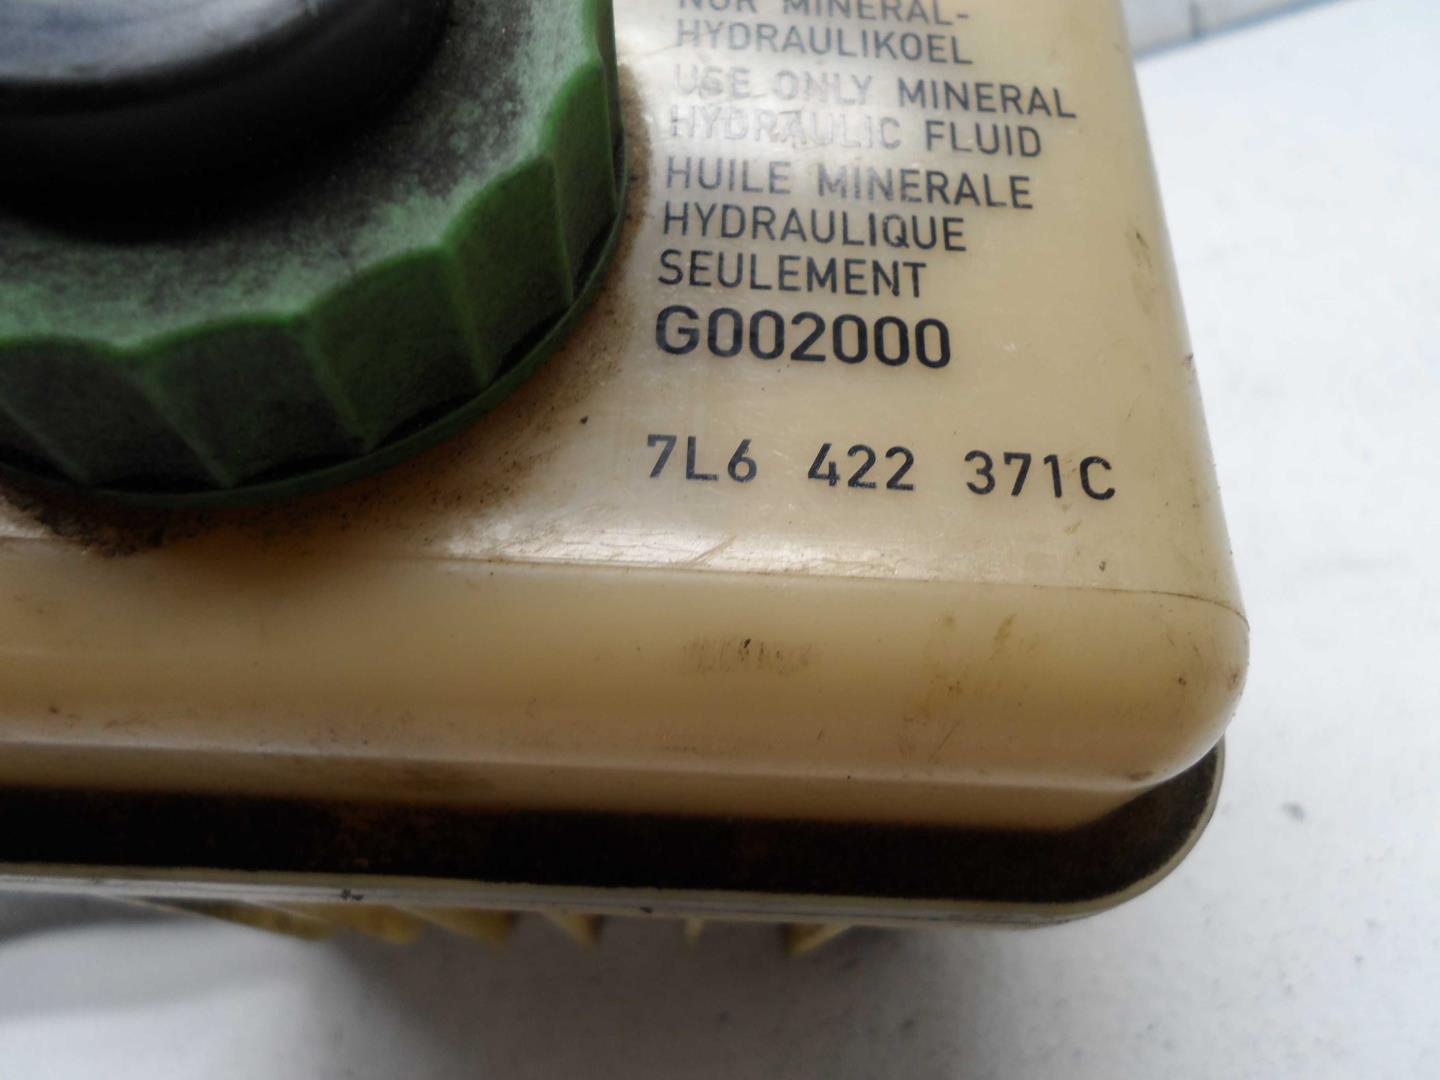 NUR MINERAL-
HYDRAULIKOEL
USE ONLY MINERAL
HYDRAULIC FLUID
HUILE MINERALE
HYDRAULIQUE
SEULEMENT
G002000
7L6 422 371C